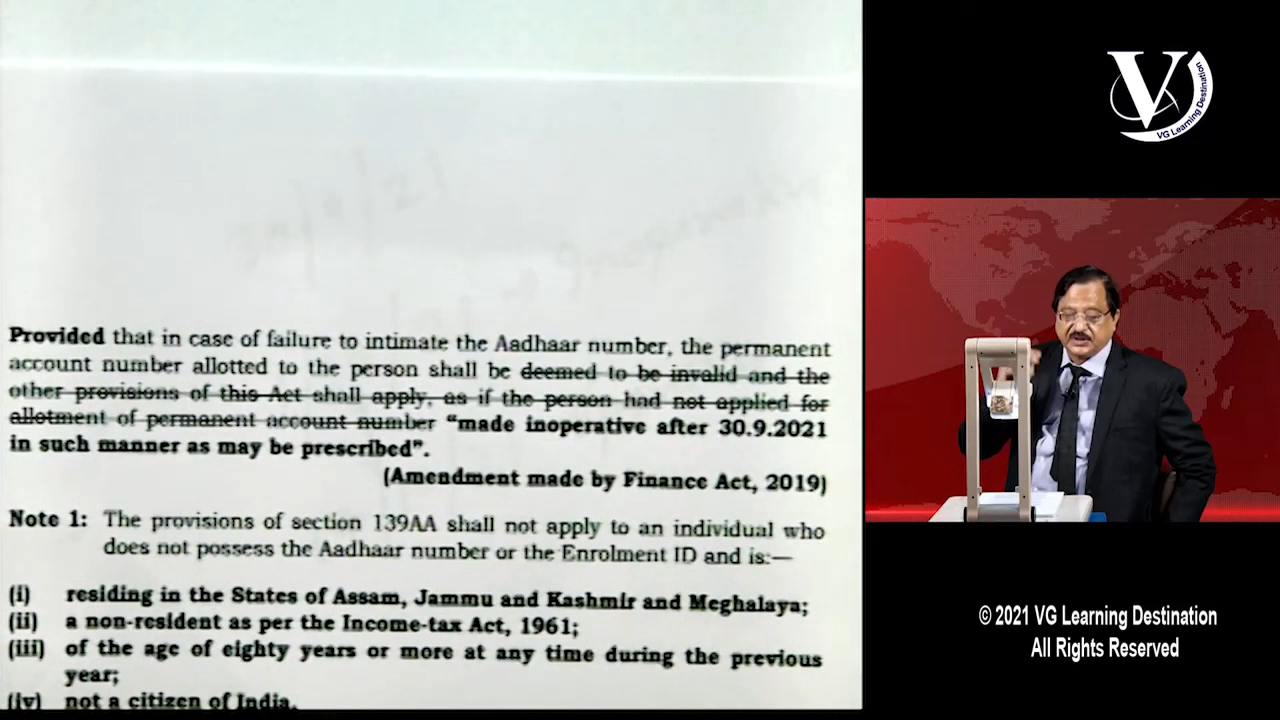 Provided that in case of failure to intimate the Aadhaar number, the permanent
account number allotted to the person shall be deemed to be invalid and the
other provisions of this Act shall apply, as if the person had not applied for
allotment of permanent account number "made inoperative after 30.9.2021
in such manner as may be prescribed".
(Amendment made by Finance Act, 2019)
Note 1: The provisions of section 139AA shall not apply to an individual who
does not possess the Aadhaar number or the Enrolment ID and is:—
(i) residing in the States of Assam, Jammu and Kashmir and Meghalaya;
(ii) a non-resident as per the Income-tax Act, 1961;
(iii) of the age of eighty years or more at any time during the previous
year;
(iv) not a citizen of India.
V
VG Learning Destination
© 2021 VG Learning Destination
All Rights Reserved